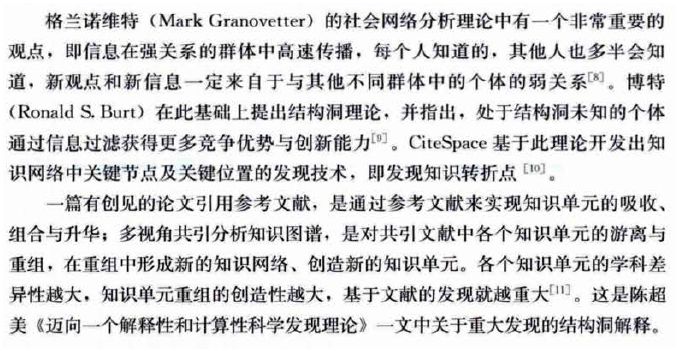 格兰诺维特（Mark Granovetter）的社会网络分析理论中有一个非常重要的
观点，即信息在强关系的群体中高速传播，每个人知道的，其他人也多半会知
道，新观点和新信息一定来自于与其他不同群体中的个体的弱关系[8]。博特
（Ronald S. Burt）在此基础上提出结构洞理论，并指出，处于结构洞未知的个体
通过信息过滤获得更多竞争优势与创新能力[9]。CiteSpace 基于此理论开发出知
识网络中关键节点及关键位置的发现技术，即发现知识转折点[10]。
一篇有创见的论文引用参考文献，是通过参考文献来实现知识单元的吸收、
组合与升华；多视角共引分析知识图谱，是对共引文献中各个知识单元的游离与
重组，在重组中形成新的知识网络、创造新的知识单元。各个知识单元的学科差
异性越大，知识单元重组的创造性越大，基于文献的发现就越重大[11]。这是陈超
美《迈向一个解释性和计算性科学发现理论》一文中关于重大发现的结构洞解释。